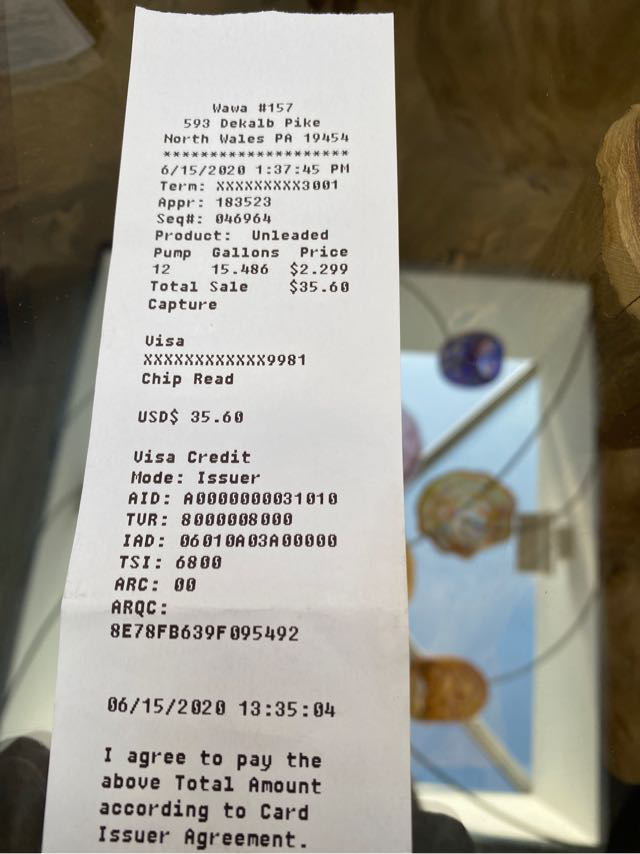 Wawa #157
593 Dekalb Pike
North Wales PA 19454
********************
6/15/2020 1:37:45 PM
Term: XXXXXXXXX3001
Appr: 183523
Seq#: 046964
Product: Unleaded
Pump Gallons Price
12 15.486 $2.299
Total Sale $35.60
Capture
Visa
XXXXXXXXXXXX9981
Chip Read
USD$ 35.60
Visa Credit
Mode: Issuer
AID: A0000000031010
TVR: 8000008000
IAD: 06010A03A00000
TSI: 6800
ARC: 00
ARQC:
8E78FB639F095492
06/15/2020 13:35:04
I agree to pay the
above Total Amount
according to Card
Issuer Agreement.